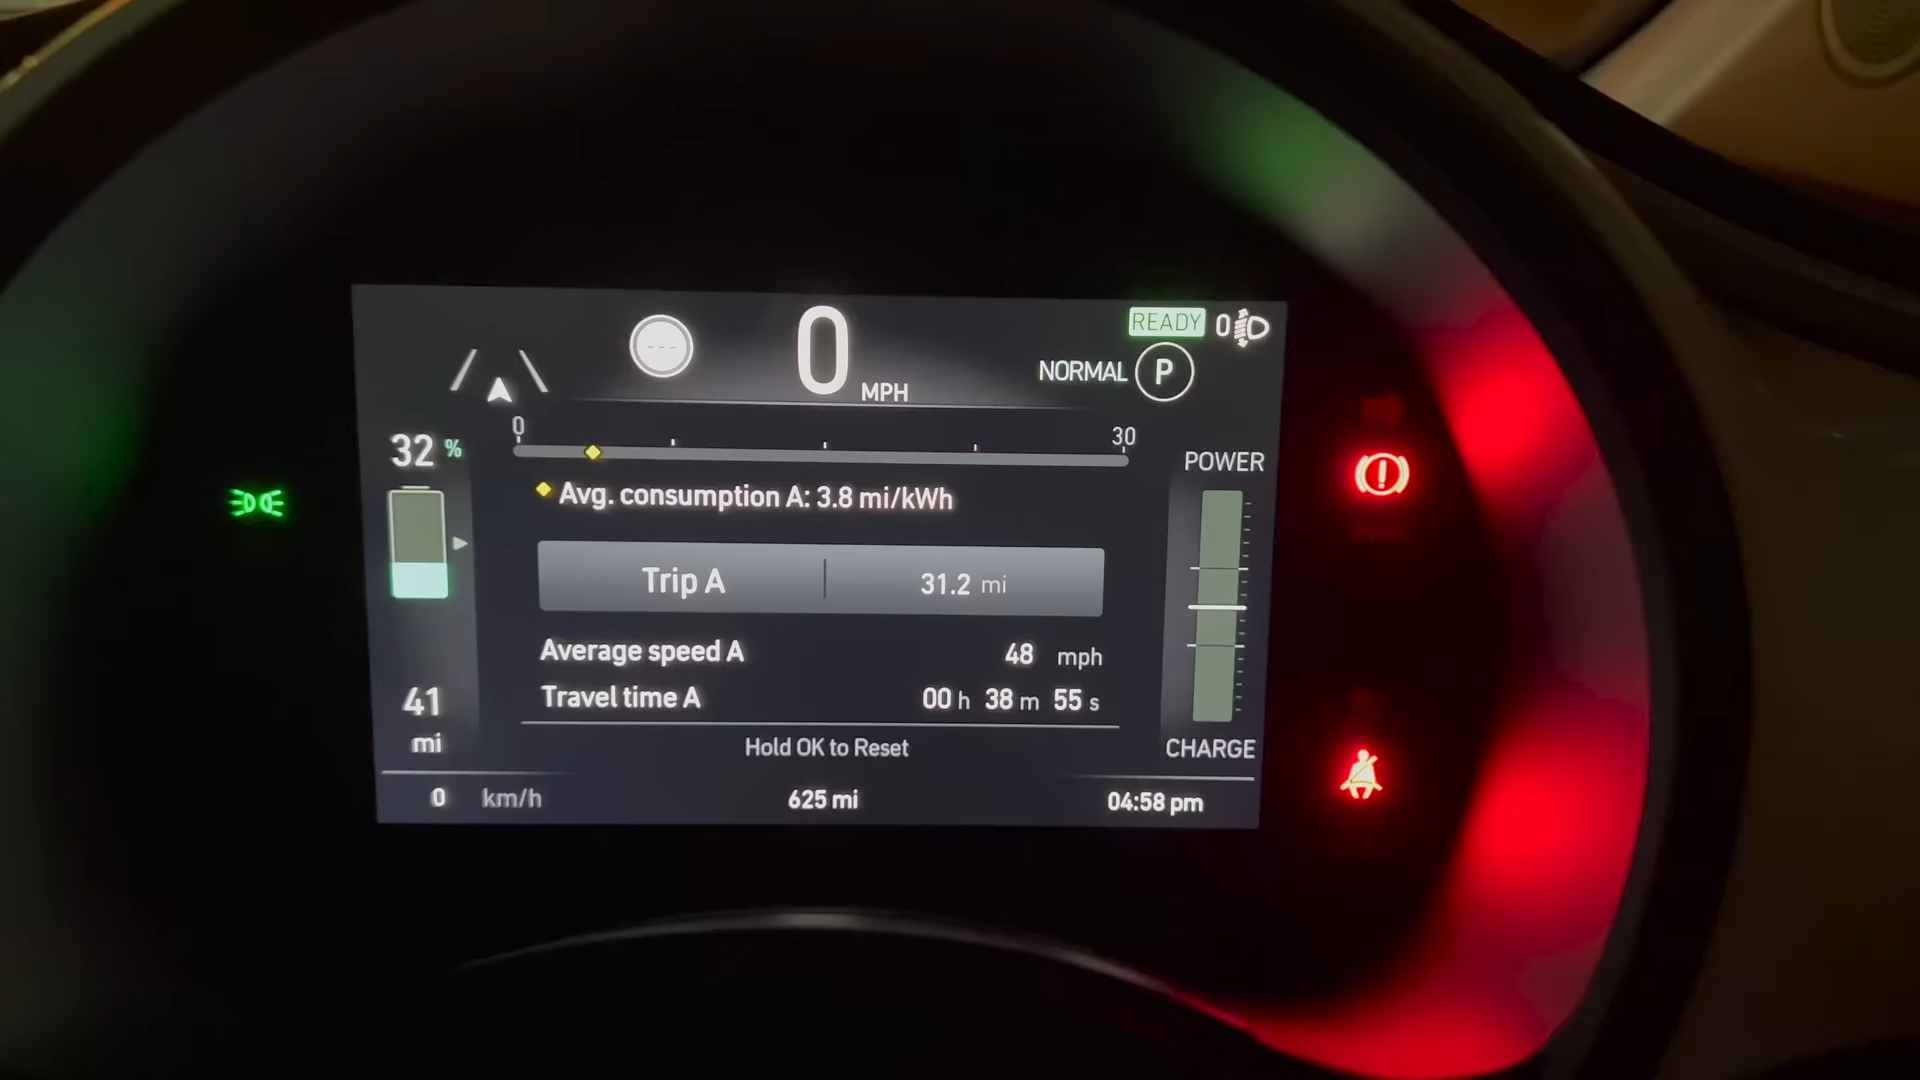 READY 0
0 MPH
NORMAL P
0 30
32 %
POWER
Avg. consumption A: 3.8 mi/kWh
Trip A 31.2 mi
Average speed A 48 mph
Travel time A 00 h 38 m 55 s
41
mi
Hold OK to Reset
CHARGE
0 km/h 625 mi 04:58 pm